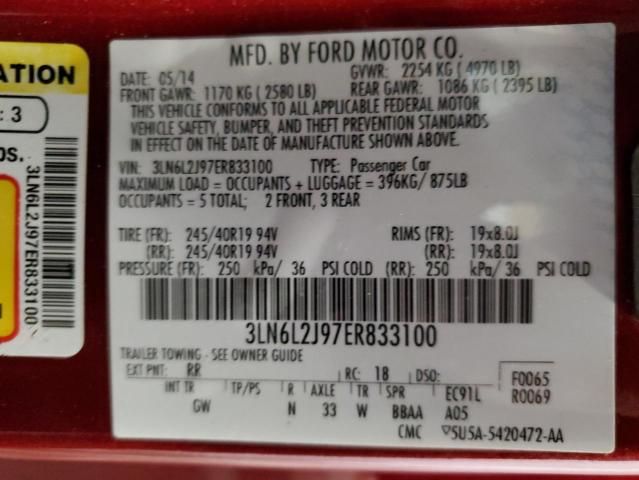 ATION
: 3
DS.
3LN6L2J97ER833100
MFD. BY FORD MOTOR CO.
DATE: 05/14 GVWR: 2254 KG ( 4970 LB)
FRONT GAWR: 1170 KG ( 2580 LB) REAR GAWR: 1086 KG ( 2395 LB)
THIS VEHICLE CONFORMS TO ALL APPLICABLE FEDERAL MOTOR
VEHICLE SAFETY, BUMPER, AND THEFT PREVENTION STANDARDS
IN EFFECT ON THE DATE OF MANUFACTURE SHOWN ABOVE.
VIN: 3LN6L2J97ER833100 TYPE: Passenger Car
MAXIMUM LOAD = OCCUPANTS + LUGGAGE = 396KG/ 875LB
OCCUPANTS = 5 TOTAL; 2 FRONT, 3 REAR
TIRE (FR): 245/40R19 94V RIMS (FR): 19x8.0J
(RR): 245/40R19 94V (RR): 19x8.0J
PRESSURE (FR): 250 kPa/ 36 PSI COLD (RR): 250 kPa/ 36 PSI COLD
3LN6L2J97ER833100
TRAILER TOWING - SEE OWNER GUIDE
EXT PNT: RR RC: 18 DSO: F0065
INT TR TP/PS R AXLE TR SPR EC91L R0069
GW N 33 W BBAA A05
CMC ▽5U5A-5420472-AA